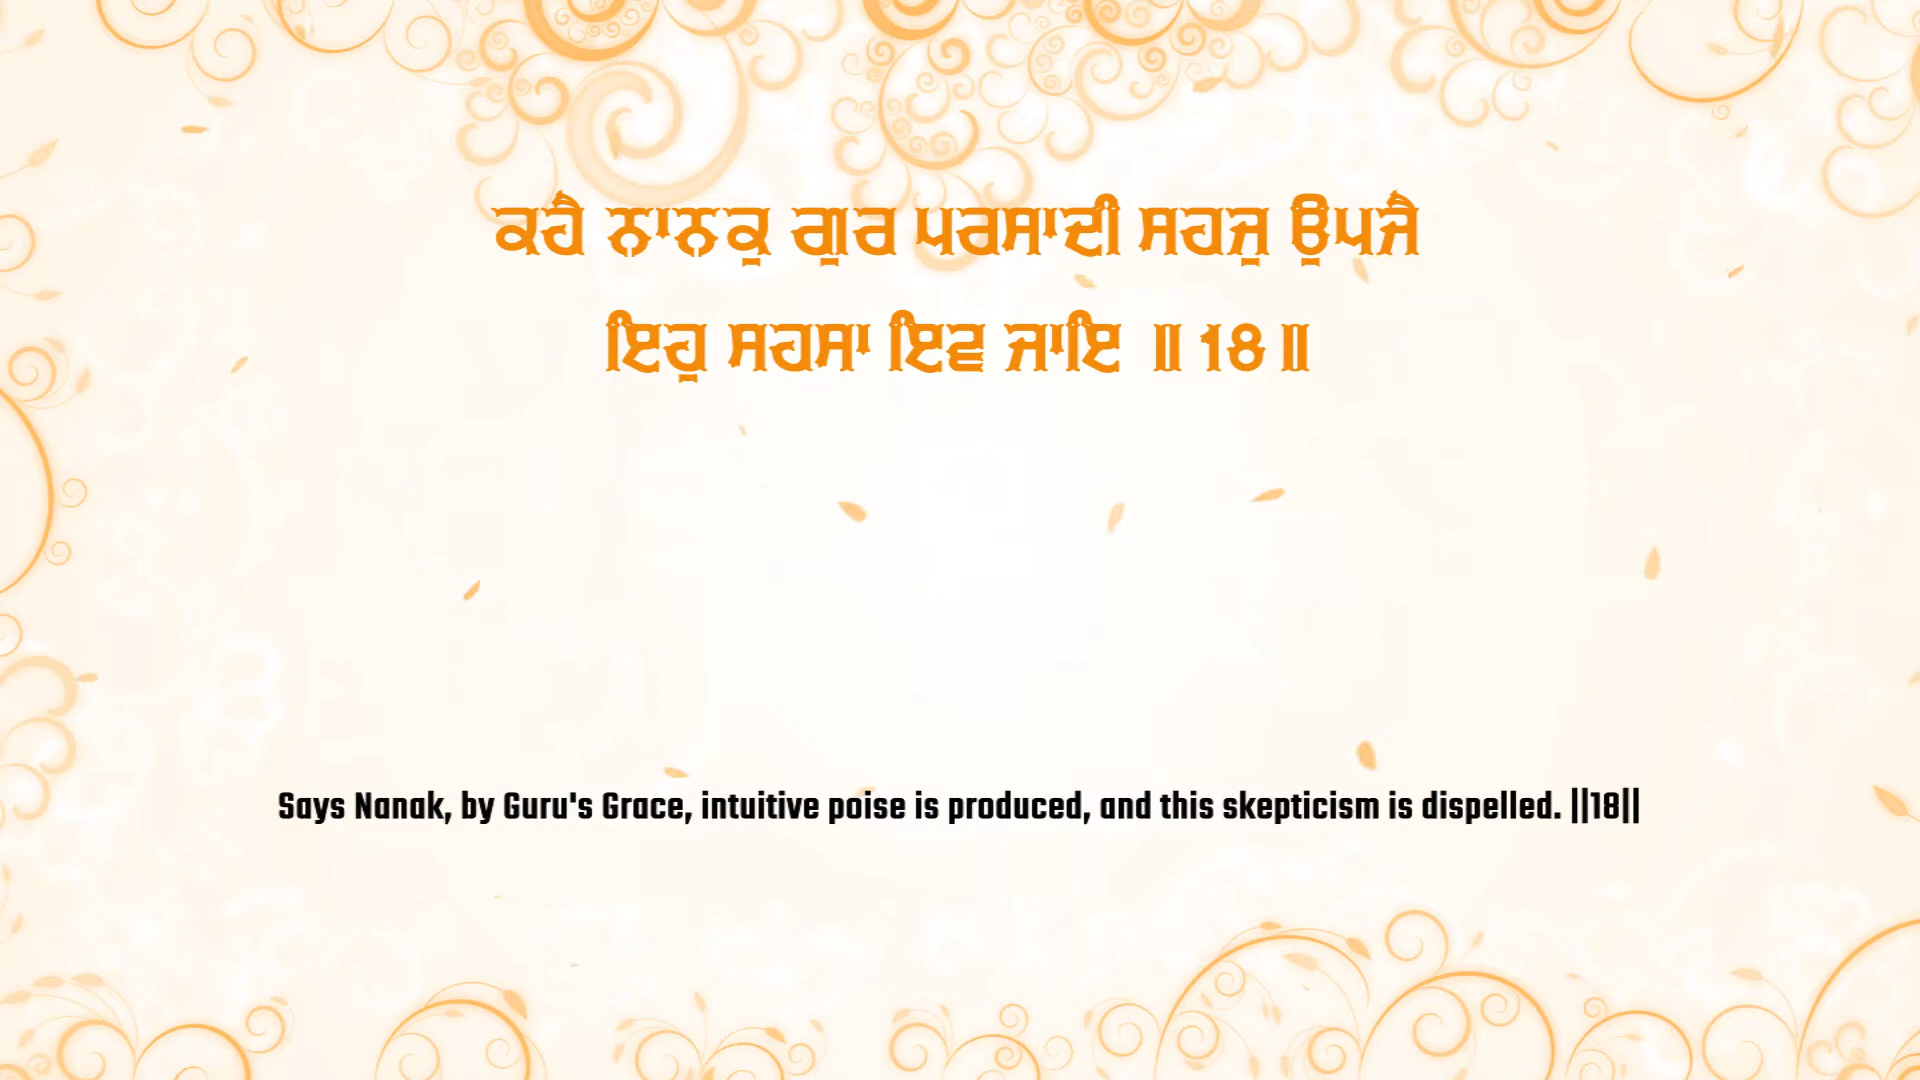 ਕਹੈ ਨਾਨਕੁ ਗੁਰ ਪਰਸਾਦੀ ਸਹਜੁ ਉਪਜੈ
ਇਹੁ ਸਹਸਾ ਇਵ ਜਾਇ ॥੧੮॥
Says Nanak, by Guru's Grace, intuitive poise is produced, and this skepticism is dispelled. ||18||